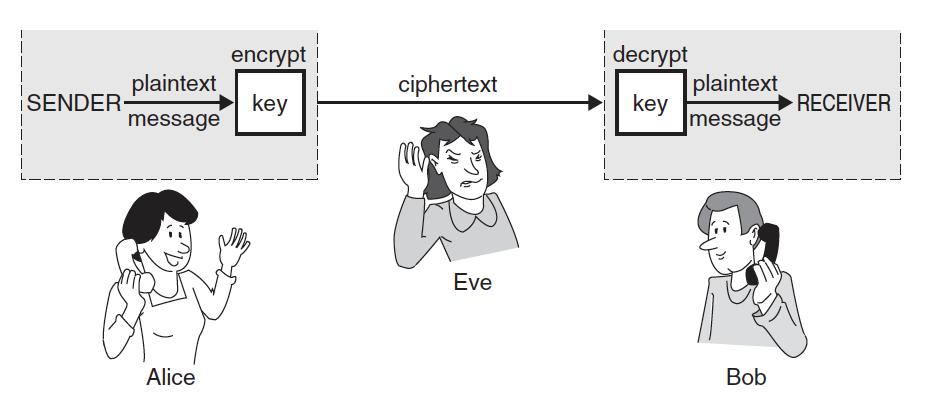 encrypt
decrypt
plaintext
ciphertext
plaintext
SENDER
key
key
RECEIVER
message
message
Eve
Alice
Bob